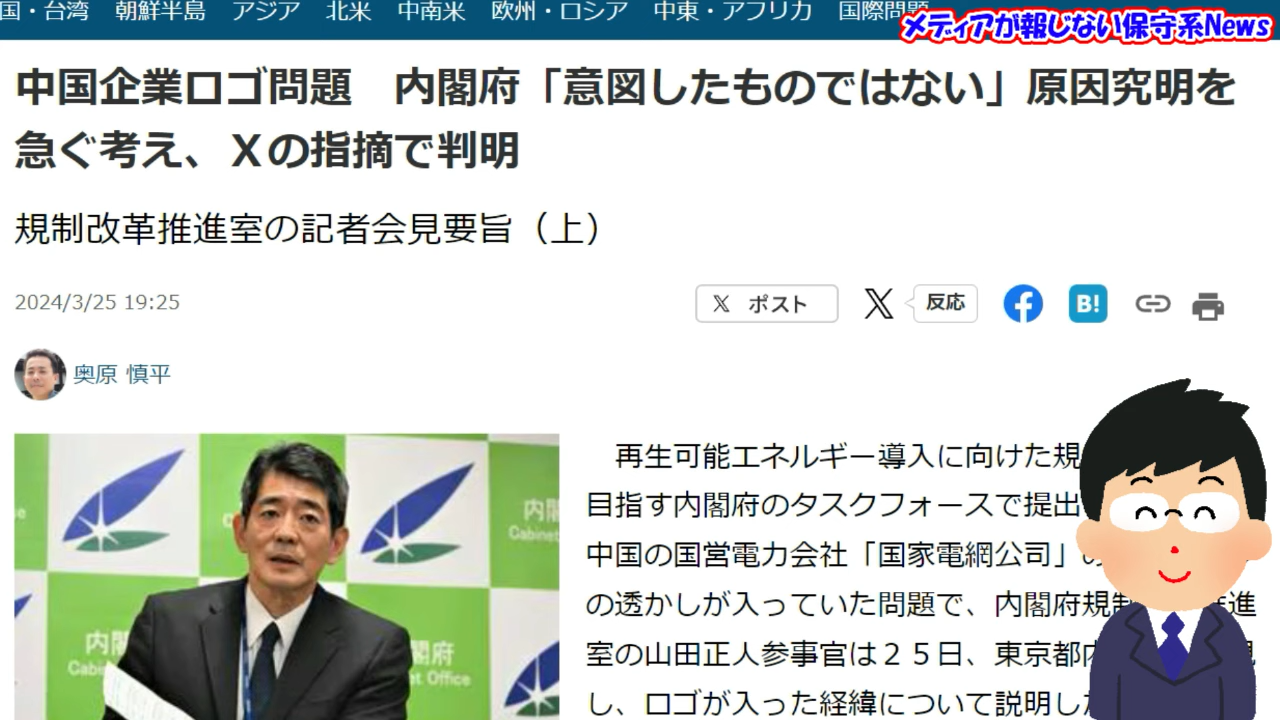 国・台湾 朝鮮半島 アジア 北米 中南米 欧州・ロシア 中東・アフリカ 国際問題
メディアが報じない保守系News
中国企業ロゴ問題　内閣府「意図したものではない」原因究明を
急ぐ考え、Ｘの指摘で判明
規制改革推進室の記者会見要旨（上）
2024/3/25 19:25
ポスト
反応
B!
奥原 慎平
再生可能エネルギー導入に向けた規
目指す内閣府のタスクフォースで提出
中国の国営電力会社「国家電網公司」の
の透かしが入っていた問題で、内閣府規制 推進
室の山田正人参事官は２５日、東京都内
し、ロゴが入った経緯について説明した
内閣
Cabinet
内閣
Cab
閣府
et Office